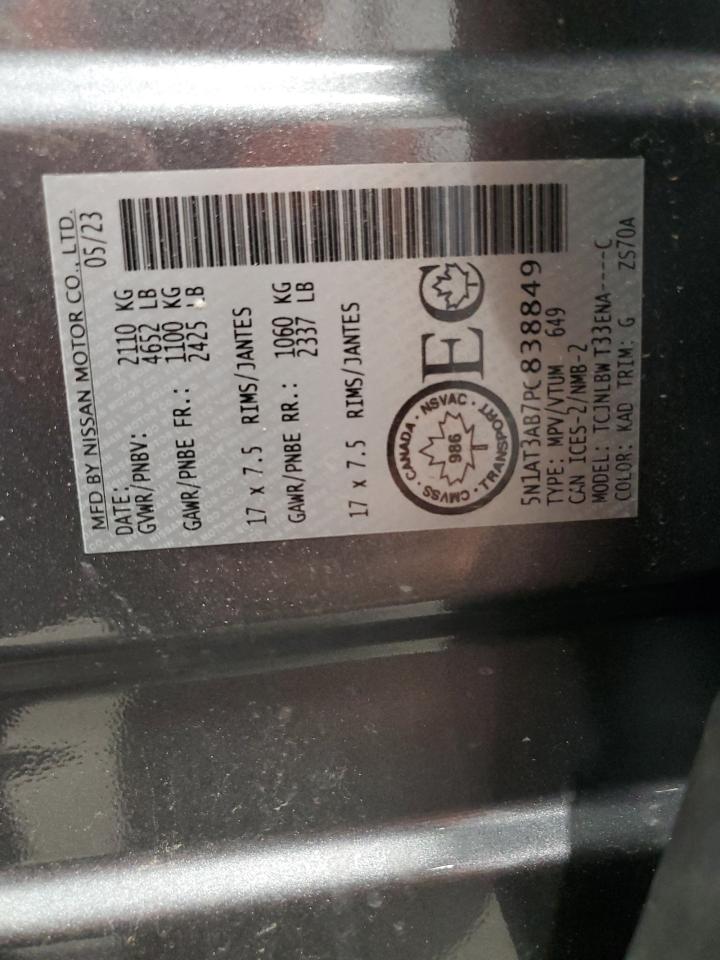 MFD BY NISSAN MOTOR CO., LTD.
DATE: 05/23
GVWR/PNBV: 2110 KG
4652 LB
GAWR/PNBE FR.: 1100 KG
2425 LB
17 x 7.5 RIMS/JANTES
GAWR/PNBE RR.: 1060 KG
2337 LB
17 x 7.5 RIMS/JANTES
CANADA · NSVAC · TRANSPORT · CMVSS ·
986
EC
5N1AT3AB7PC838849
TYPE: MPV/VTUM 649
CAN ICES-2/NMB-2
MODEL: TCJNLBW T33ENA----C
COLOR: KAD TRIM: G ZS70A